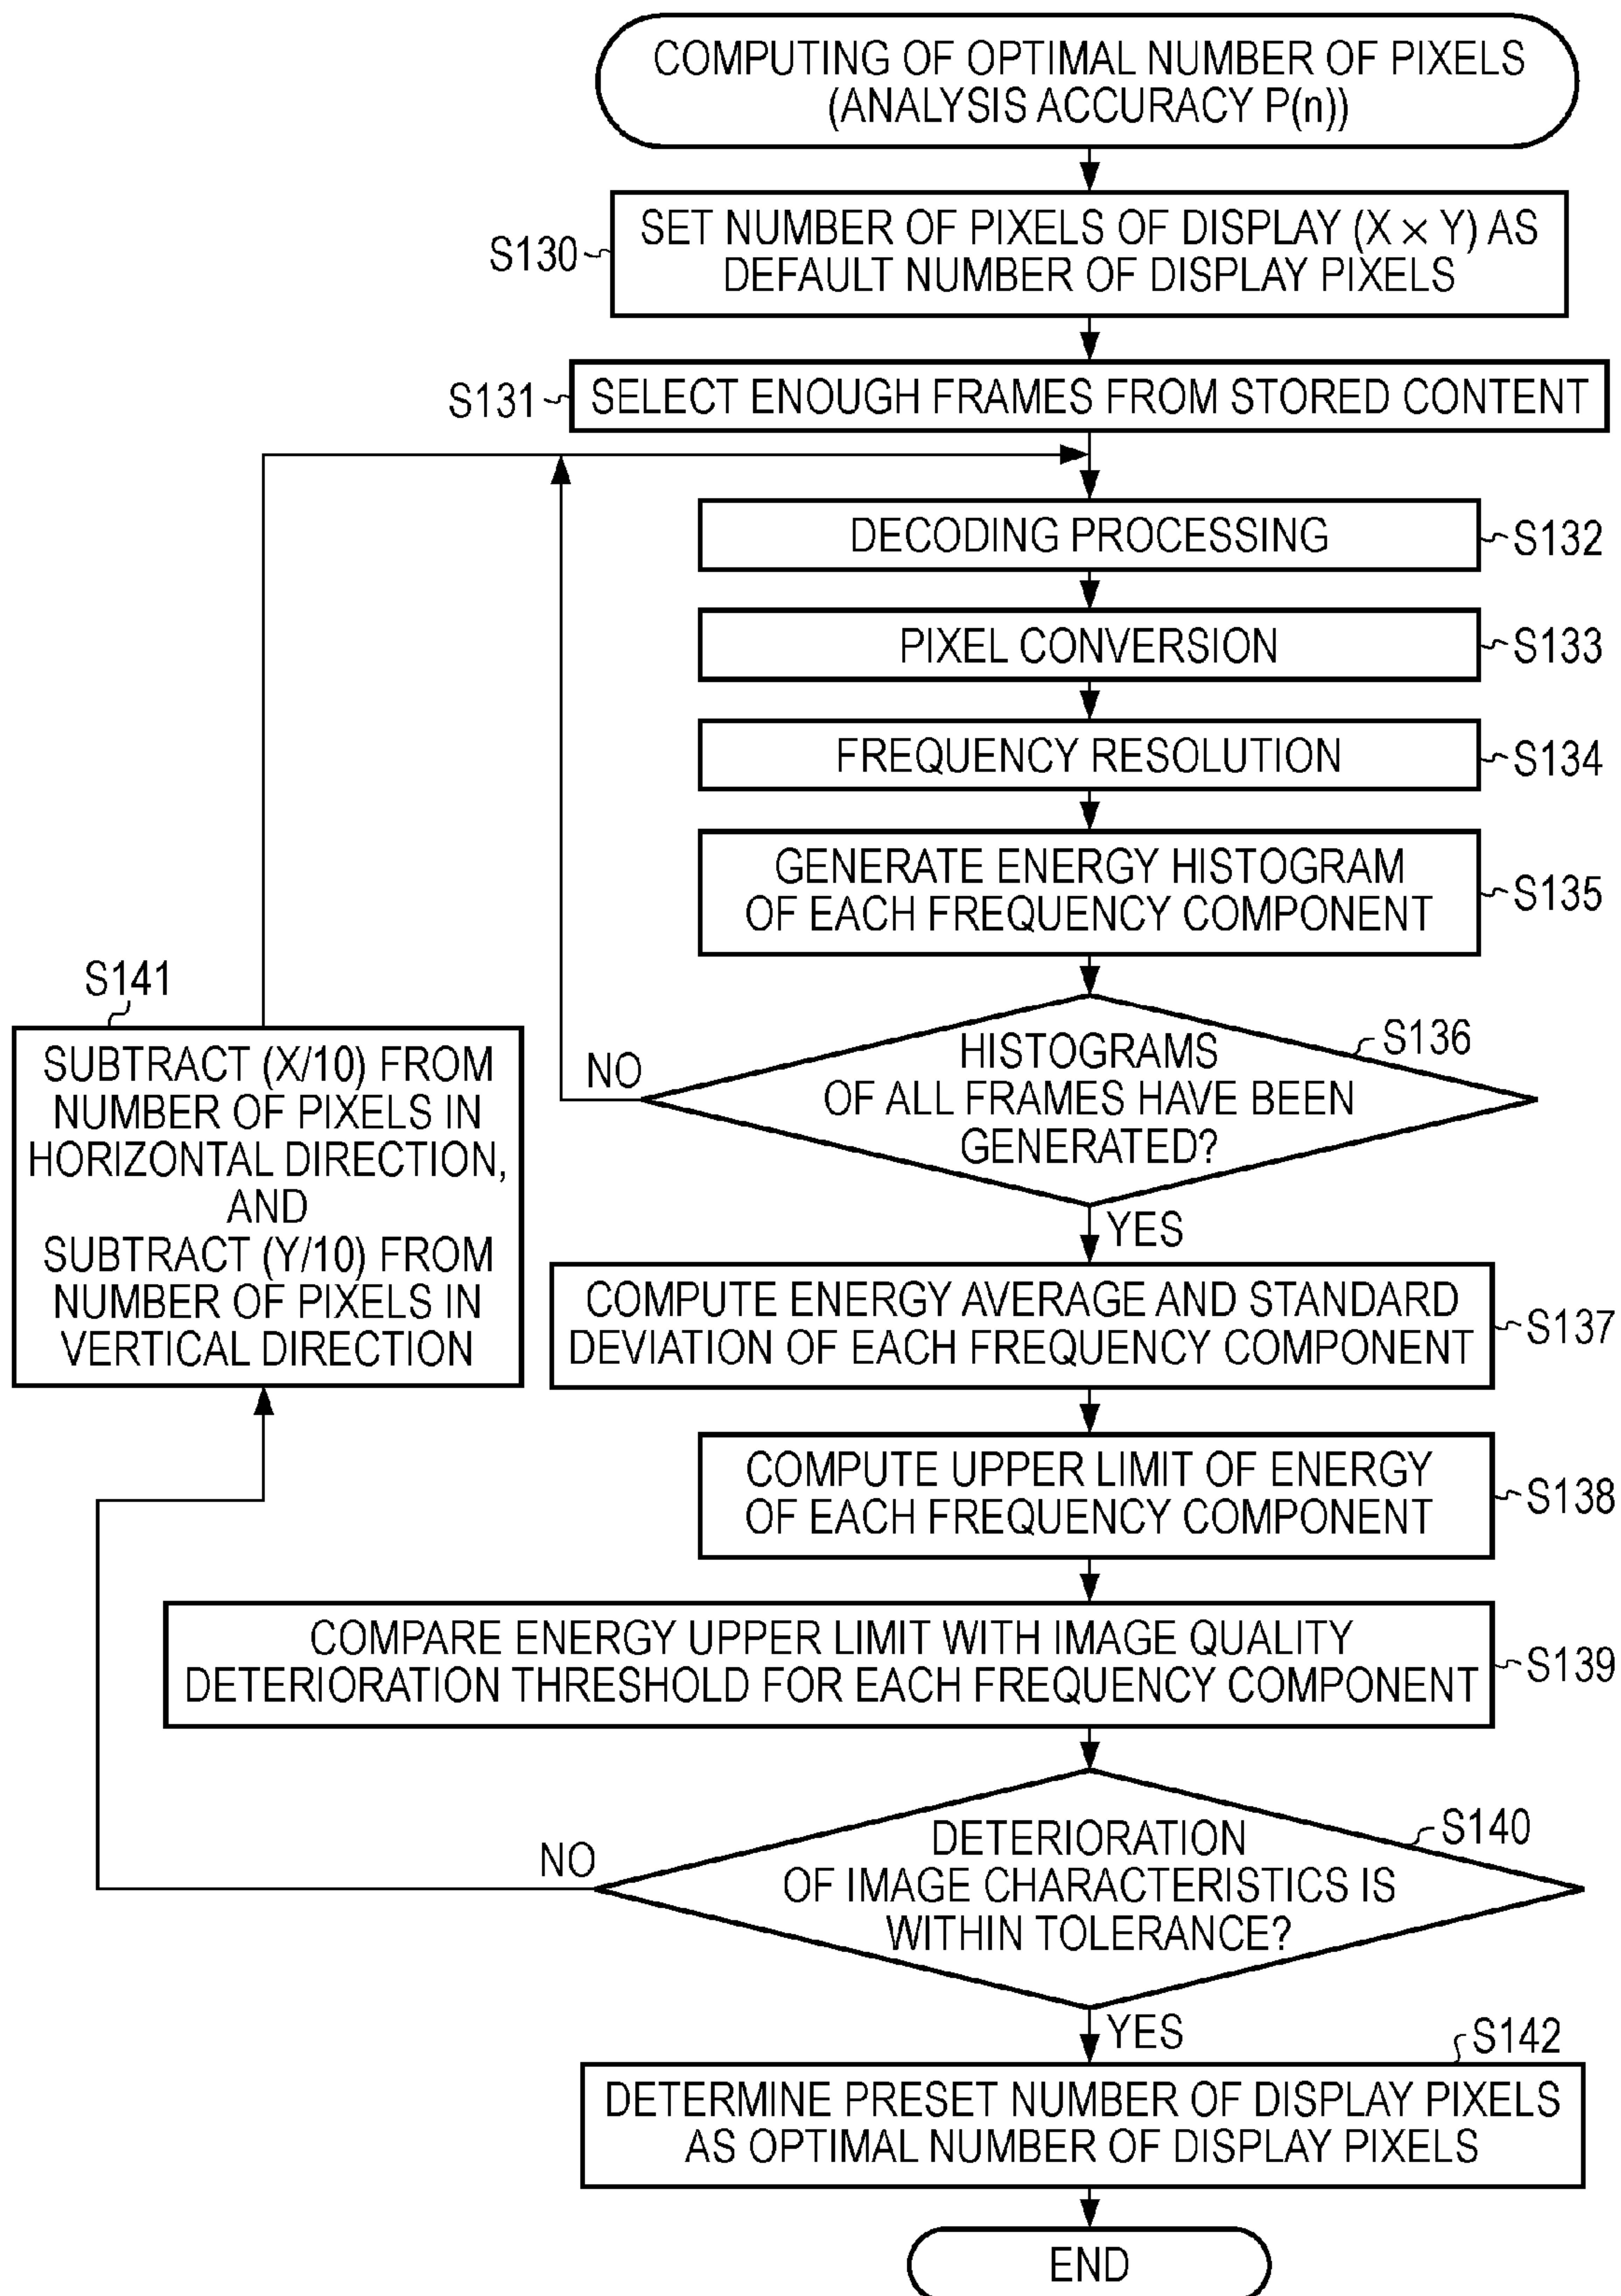 COMPUTING OF OPTIMAL NUMBER OF PIXELS
(ANALYSIS ACCURACY P(n))
S130
SET NUMBER OF PIXELS OF DISPLAY (X × Y) AS
DEFAULT NUMBER OF DISPLAY PIXELS
S131
SELECT ENOUGH FRAMES FROM STORED CONTENT
DECODING PROCESSING
S132
PIXEL CONVERSION
S133
FREQUENCY RESOLUTION
S134
GENERATE ENERGY HISTOGRAM
OF EACH FREQUENCY COMPONENT
S135
S141
SUBTRACT (X/10) FROM
NUMBER OF PIXELS IN
HORIZONTAL DIRECTION,
AND
SUBTRACT (Y/10) FROM
NUMBER OF PIXELS IN
VERTICAL DIRECTION
S136
NO
HISTOGRAMS
OF ALL FRAMES HAVE BEEN
GENERATED?
YES
COMPUTE ENERGY AVERAGE AND STANDARD
DEVIATION OF EACH FREQUENCY COMPONENT
S137
COMPUTE UPPER LIMIT OF ENERGY
OF EACH FREQUENCY COMPONENT
S138
COMPARE ENERGY UPPER LIMIT WITH IMAGE QUALITY
DETERIORATION THRESHOLD FOR EACH FREQUENCY COMPONENT
S139
S140
NO
DETERIORATION
OF IMAGE CHARACTERISTICS IS
WITHIN TOLERANCE?
YES
S142
DETERMINE PRESET NUMBER OF DISPLAY PIXELS
AS OPTIMAL NUMBER OF DISPLAY PIXELS
END